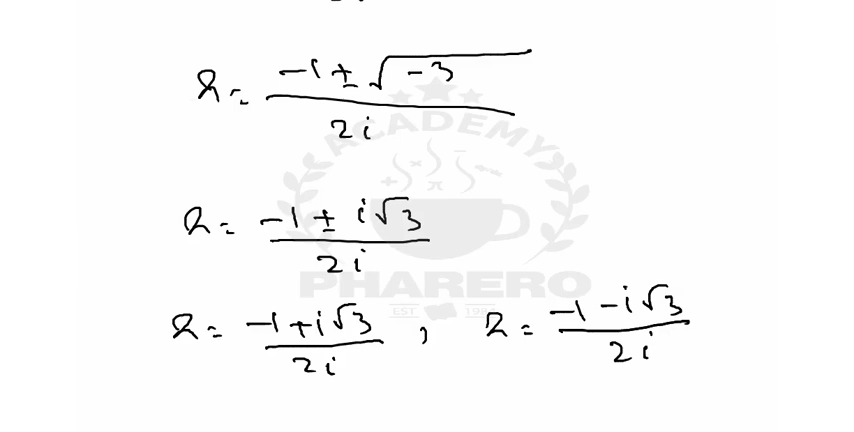 z = (-1 ± √-3) / 2i
ACADEMY
z = (-1 ± i√3) / 2i
PHARERO
EST
z = (-1 + i√3) / 2i , z = (-1 - i√3) / 2i